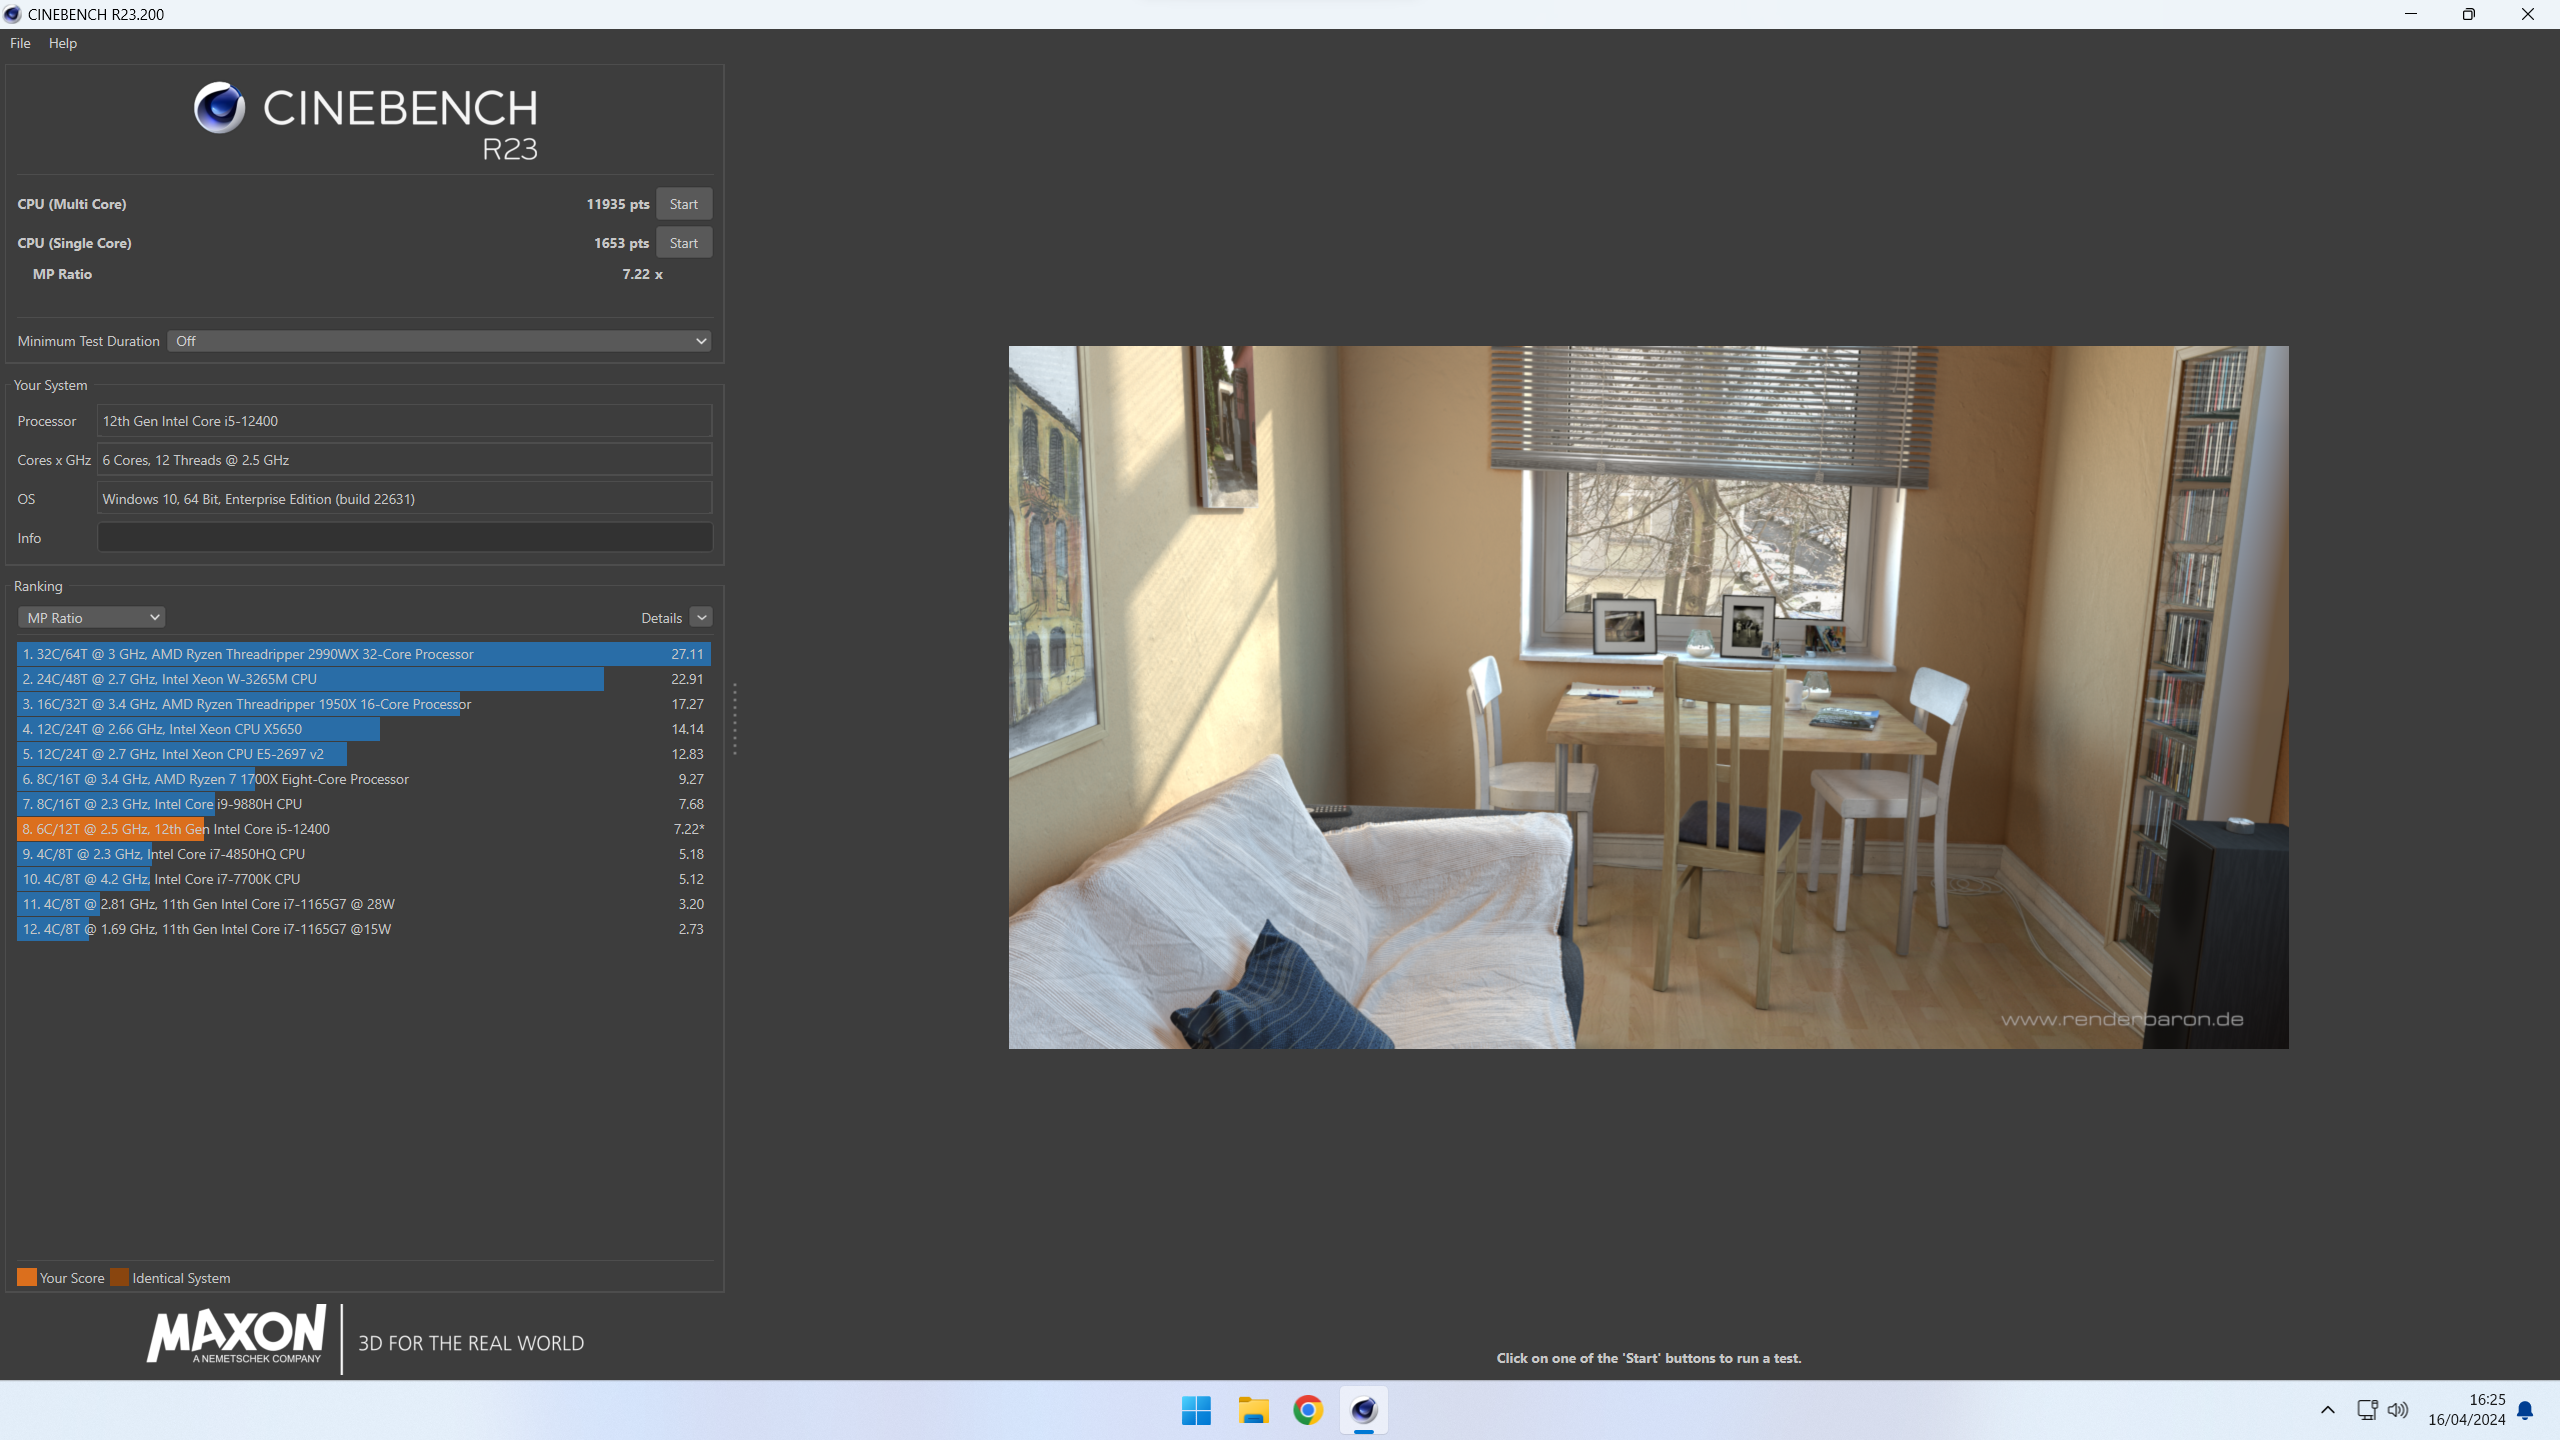 CINEBENCH R23.200
File Help
CINEBENCH
R23
CPU (Multi Core) 11935 pts Start
CPU (Single Core) 1653 pts Start
MP Ratio 7.22 x
Minimum Test Duration Off
Your System
Processor 12th Gen Intel Core i5-12400
Cores x GHz 6 Cores, 12 Threads @ 2.5 GHz
OS Windows 10, 64 Bit, Enterprise Edition (build 22631)
Info
Ranking
MP Ratio Details
1. 32C/64T @ 3 GHz, AMD Ryzen Threadripper 2990WX 32-Core Processor 27.11
2. 24C/48T @ 2.7 GHz, Intel Xeon W-3265M CPU 22.91
3. 16C/32T @ 3.4 GHz, AMD Ryzen Threadripper 1950X 16-Core Processor 17.27
4. 12C/24T @ 2.66 GHz, Intel Xeon CPU X5650 14.14
5. 12C/24T @ 2.7 GHz, Intel Xeon CPU E5-2697 v2 12.83
6. 8C/16T @ 3.4 GHz, AMD Ryzen 7 1700X Eight-Core Processor 9.27
7. 8C/16T @ 2.3 GHz, Intel Core i9-9880H CPU 7.68
8. 6C/12T @ 2.5 GHz, 12th Gen Intel Core i5-12400 7.22*
9. 4C/8T @ 2.3 GHz, Intel Core i7-4850HQ CPU 5.18
10. 4C/8T @ 4.2 GHz, Intel Core i7-7700K CPU 5.12
11. 4C/8T @ 2.81 GHz, 11th Gen Intel Core i7-1165G7 @ 28W 3.20
12. 4C/8T @ 1.69 GHz, 11th Gen Intel Core i7-1165G7 @15W 2.73
Your Score Identical System
MAXON
A NEMETSCHEK COMPANY
3D FOR THE REAL WORLD
www.renderbaron.de
Click on one of the 'Start' buttons to run a test.
16:25
16/04/2024